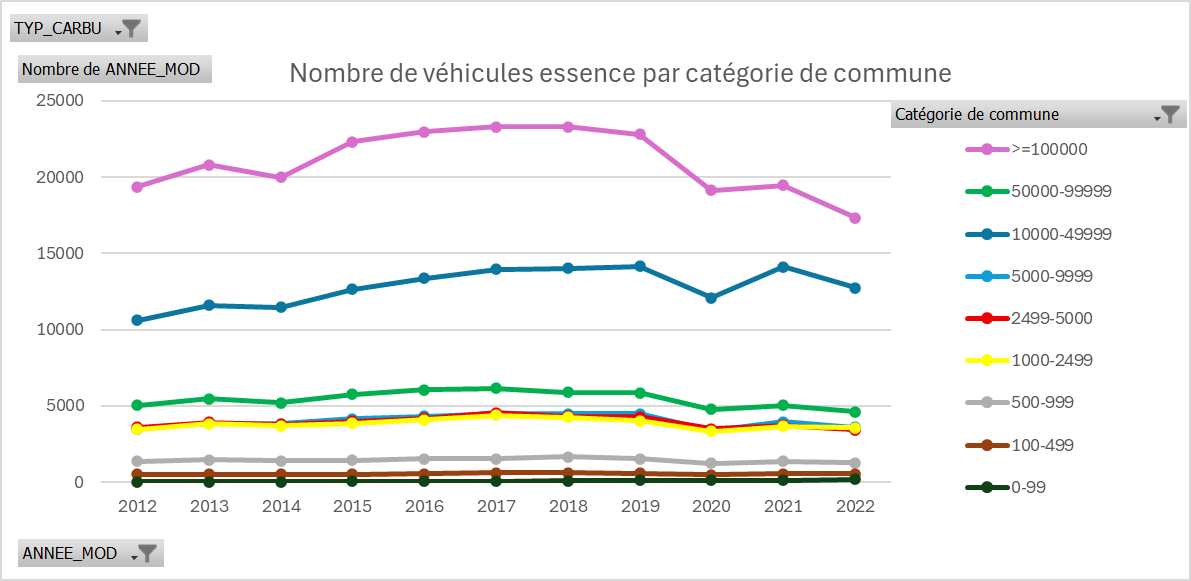 TYP_CARBU
Nombre de ANNEE_MOD
Nombre de véhicules essence par catégorie de commune
25000
20000
15000
10000
5000
0
2012 2013 2014 2015 2016 2017 2018 2019 2020 2021 2022
Catégorie de commune
>=100000
50000-99999
10000-49999
5000-9999
2499-5000
1000-2499
500-999
100-499
0-99
ANNEE_MOD